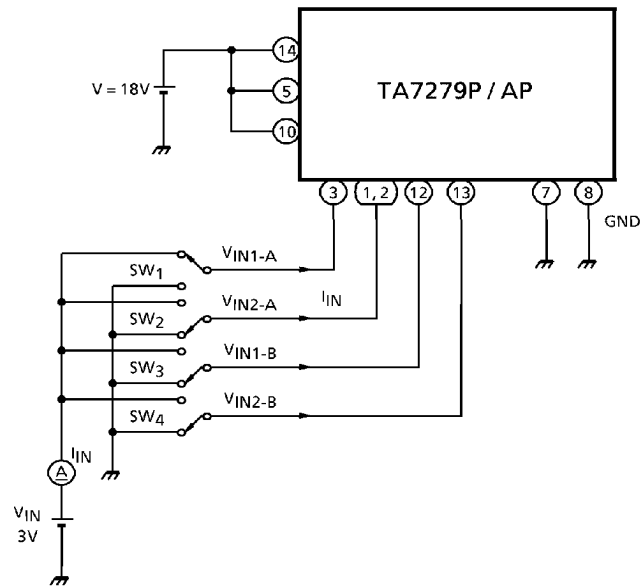 14
V = 18V
5
TA7279P / AP
10
3
1, 2
12
13
7
8
GND
VIN1-A
SW1
VIN2-A
IIN
SW2
VIN1-B
SW3
VIN2-B
SW4
IIN
A
VIN
3V